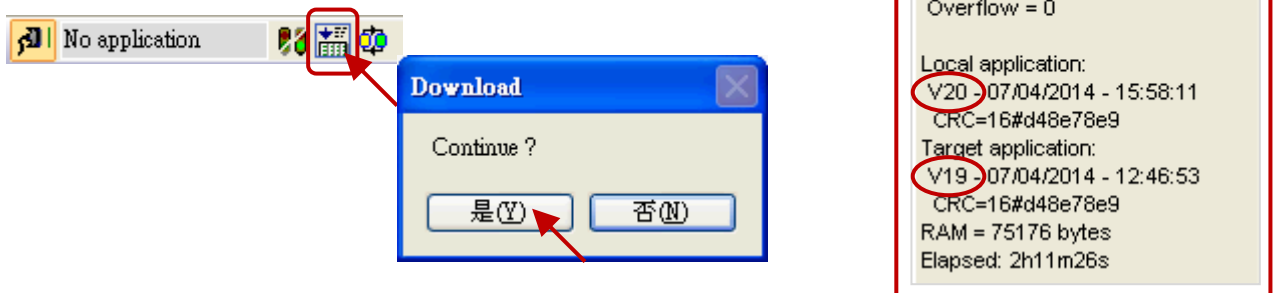 No application
Download
Continue ?
是(Y)
否(N)
Overflow = 0
Local application:
V20 - 07/04/2014 - 15:58:11
CRC=16#d48e78e9
Target application:
V19 - 07/04/2014 - 12:46:53
CRC=16#d48e78e9
RAM = 75176 bytes
Elapsed: 2h11m26s